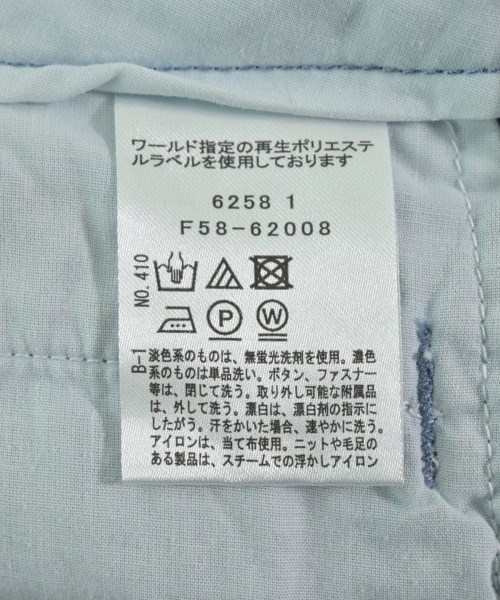 ワールド指定の再生ポリエステ
ルラベルを使用しております
6258 1
F58-62008
NO.410
P W
B-1
淡色系のものは、無蛍光洗剤を使用。濃色
系のものは単品洗い。ボタン、ファスナー
等は、閉じて洗う。取り外し可能な附属品
は、外して洗う。漂白は、漂白剤の指示に
したがう。汗をかいた場合、速やかに洗う。
アイロンは、当て布使用。ニットや毛足の
ある製品は、スチームでの浮かしアイロン